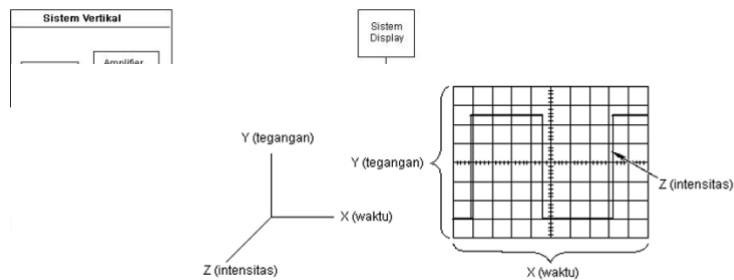 Sistem Vertikal
Sistem
Display
Amplifier
Y (tegangan)
Y (tegangan)
Z (intensitas)
X (waktu)
Z (intensitas)
X (waktu)